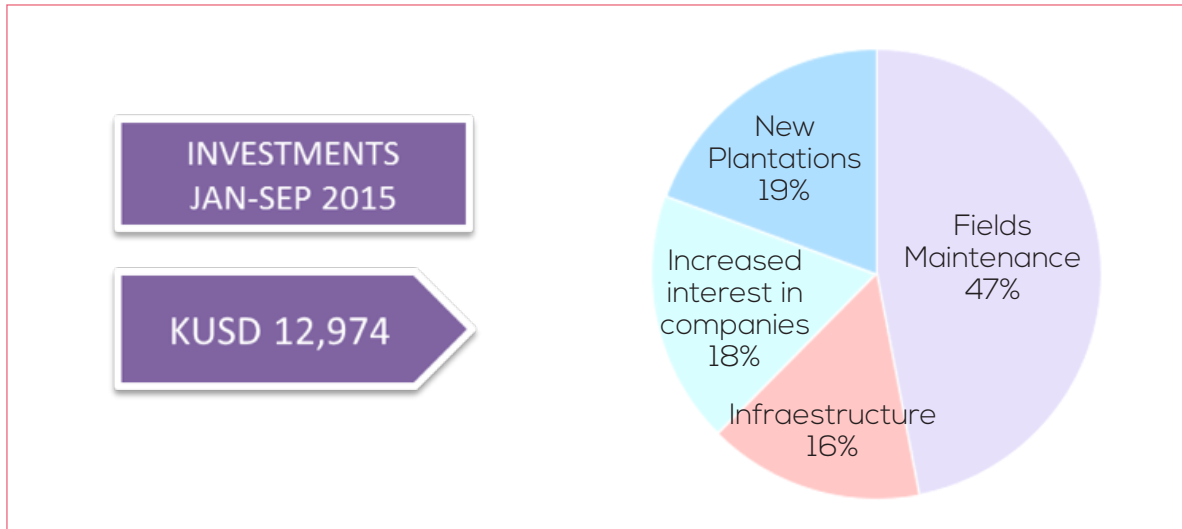 INVESTMENTS
JAN-SEP 2015
KUSD 12,974
New
Plantations
19%
Fields
Maintenance
47%
Increased
interest in
companies
18%
Infraestructure
16%